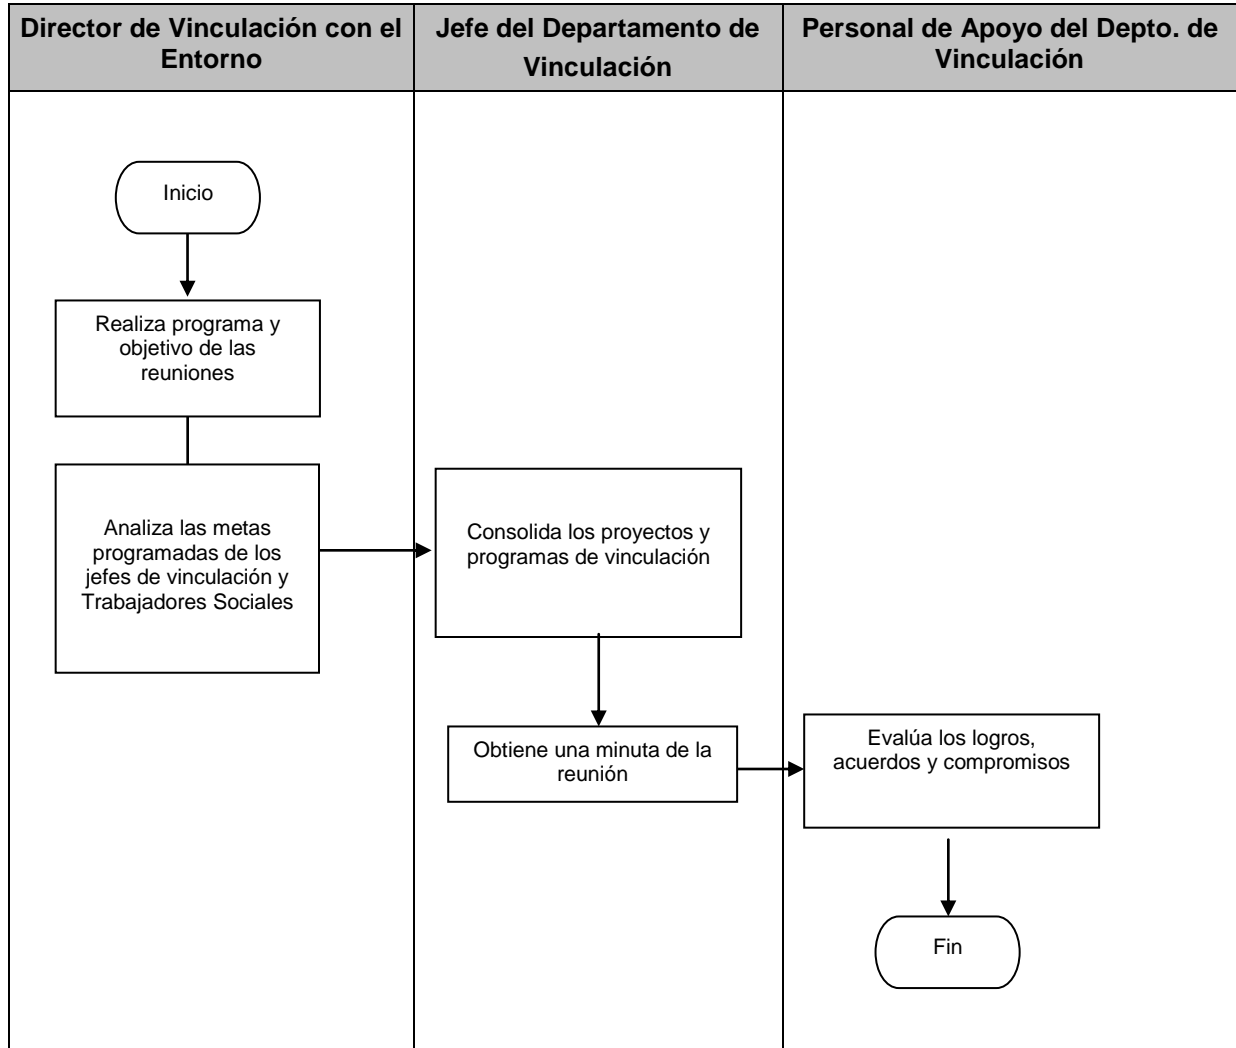 Director de Vinculación con el
Entorno
Jefe del Departamento de
Vinculación
Personal de Apoyo del Depto. de
Vinculación
Inicio
Realiza programa y
objetivo de las
reuniones
Analiza las metas
programadas de los
jefes de vinculación y
Trabajadores Sociales
Consolida los proyectos y
programas de vinculación
Obtiene una minuta de la
reunión
Evalúa los logros,
acuerdos y compromisos
Fin